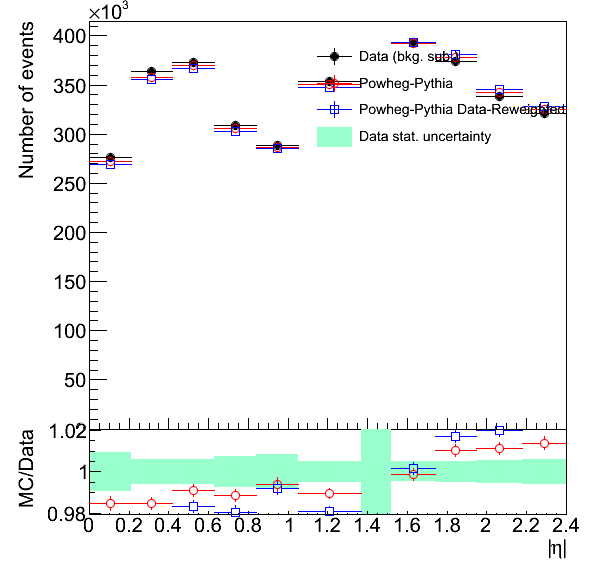 ×10³
400
350
300
250
200
150
100
50
0
Number of events
Data (bkg. sub.)
Powheg-Pythia
Powheg-Pythia Data-Reweighted
Data stat. uncertainty
1.02
1
0.98
MC/Data
0 0.2 0.4 0.6 0.8 1 1.2 1.4 1.6 1.8 2 2.2 2.4
|η|